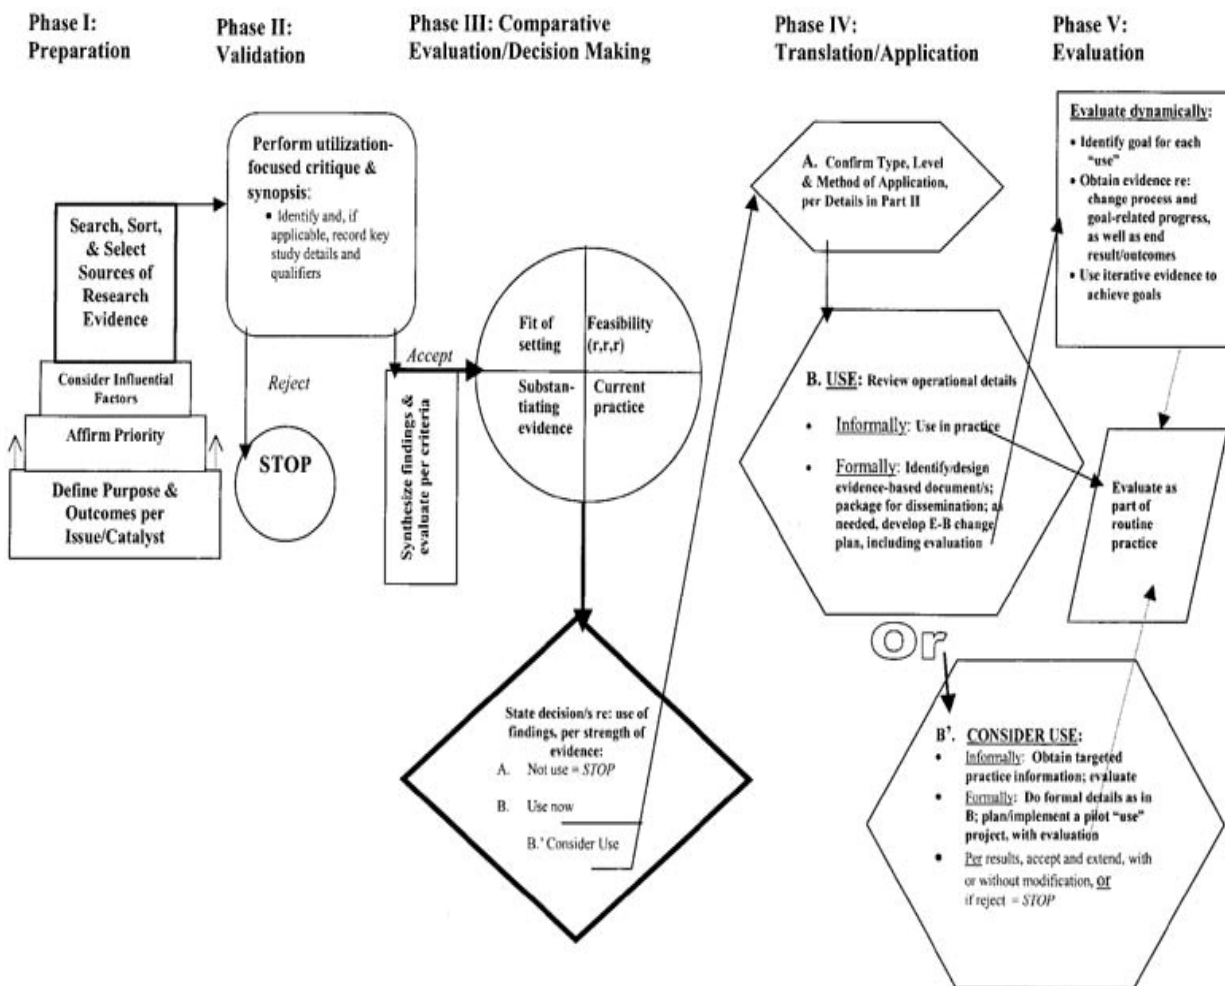 Phase I:
Preparation
Phase II:
Validation
Phase III: Comparative
Evaluation/Decision Making
Phase IV:
Translation/Application
Phase V:
Evaluation
Search, Sort,
& Select
Sources of
Research
Evidence
Consider Influential
Factors
Affirm Priority
Define Purpose &
Outcomes per
Issue/Catalyst
Perform utilization-
focused critique &
synopsis:
• Identify and, if
applicable, record key
study details and
qualifiers
Reject
STOP
Accept
Synthesize findings &
evaluate per criteria
Fit of
setting
Feasibility
(r,r,r)
Substan-
tiating
evidence
Current
practice
State decision/s re: use of
findings, per strength of
evidence:
A. Not use = STOP
B. Use now
B.' Consider Use
A. Confirm Type, Level
& Method of Application,
per Details in Part II
B. USE: Review operational details
• Informally: Use in practice
• Formally: Identify/design
evidence-based document/s;
package for dissemination; as
needed, develop E-B change
plan, including evaluation
Or
B'. CONSIDER USE:
• Informally: Obtain targeted
practice information; evaluate
• Formally: Do formal details as in
B; plan/implement a pilot “use”
project, with evaluation
• Per results, accept and extend, with
or without modification, or
if reject = STOP
Evaluate dynamically:
• Identify goal for each
“use”
• Obtain evidence re:
change process and
goal-related progress,
as well as end
result/outcomes
• Use iterative evidence to
achieve goals
Evaluate as
part of
routine
practice